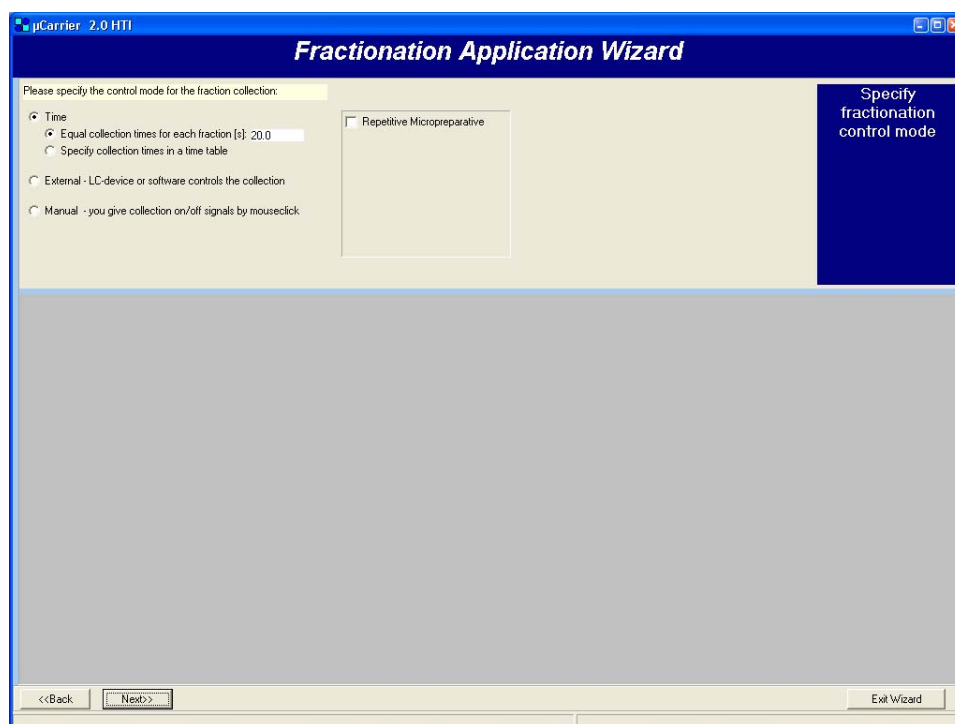 µCarrier 2.0 HTI
Fractionation Application Wizard
Please specify the control mode for the fraction collection:
Time
Equal collection times for each fraction [s]: 20.0
Specify collection times in a time table
External - LC-device or software controls the collection
Manual - you give collection on/off signals by mouseclick
Repetitive Micropreparative
Specify
fractionation
control mode
<<Back
Next>>
Exit Wizard